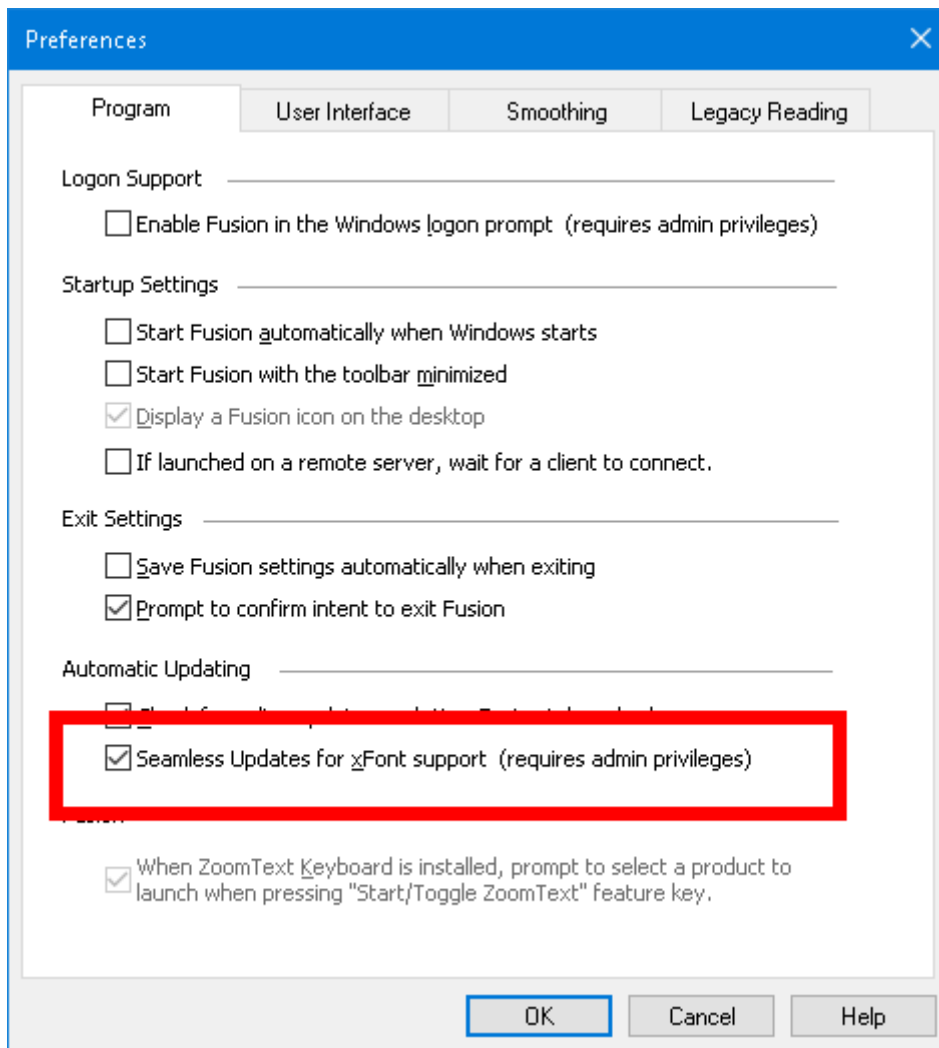 Preferences
Program
User Interface
Smoothing
Legacy Reading
Logon Support
Enable Fusion in the Windows logon prompt (requires admin privileges)
Startup Settings
Start Fusion automatically when Windows starts
Start Fusion with the toolbar minimized
Display a Fusion icon on the desktop
If launched on a remote server, wait for a client to connect.
Exit Settings
Save Fusion settings automatically when exiting
Prompt to confirm intent to exit Fusion
Automatic Updating
Seamless Updates for xFont support (requires admin privileges)
When ZoomText Keyboard is installed, prompt to select a product to
launch when pressing "Start/Toggle ZoomText" feature key.
OK
Cancel
Help